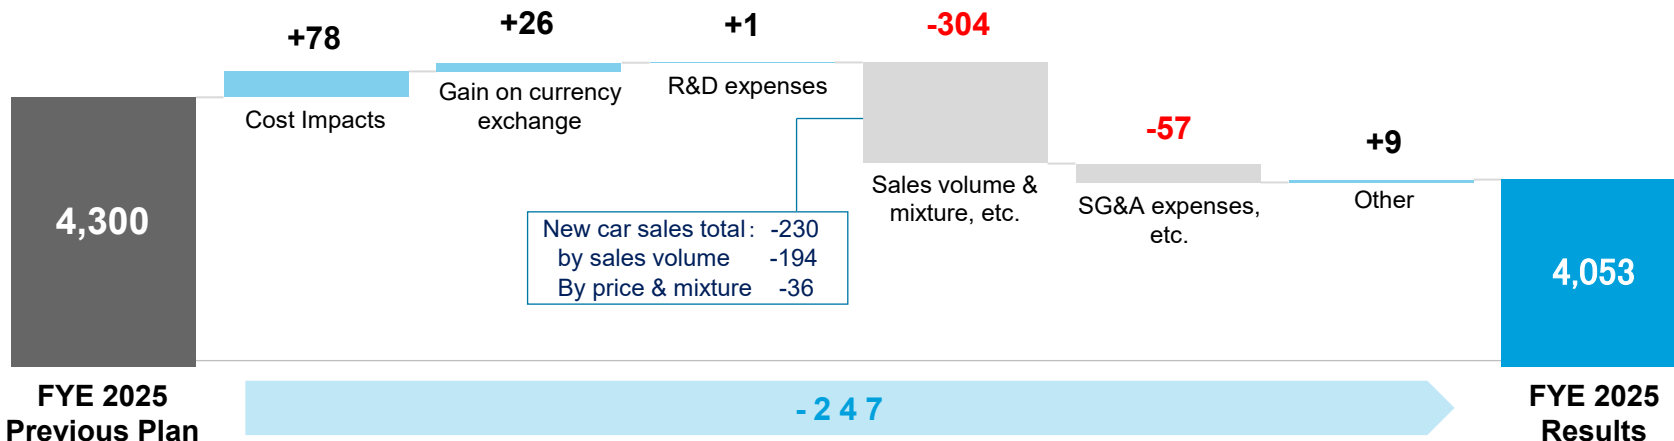 +78
Cost Impacts
+26
Gain on currency
exchange
+1
R&D expenses
-304
Sales volume &
mixture, etc.
-57
SG&A expenses,
etc.
+9
Other
4,300
4,053
New car sales total: -230
by sales volume -194
By price & mixture -36
FYE 2025
Previous Plan
-247
FYE 2025
Results